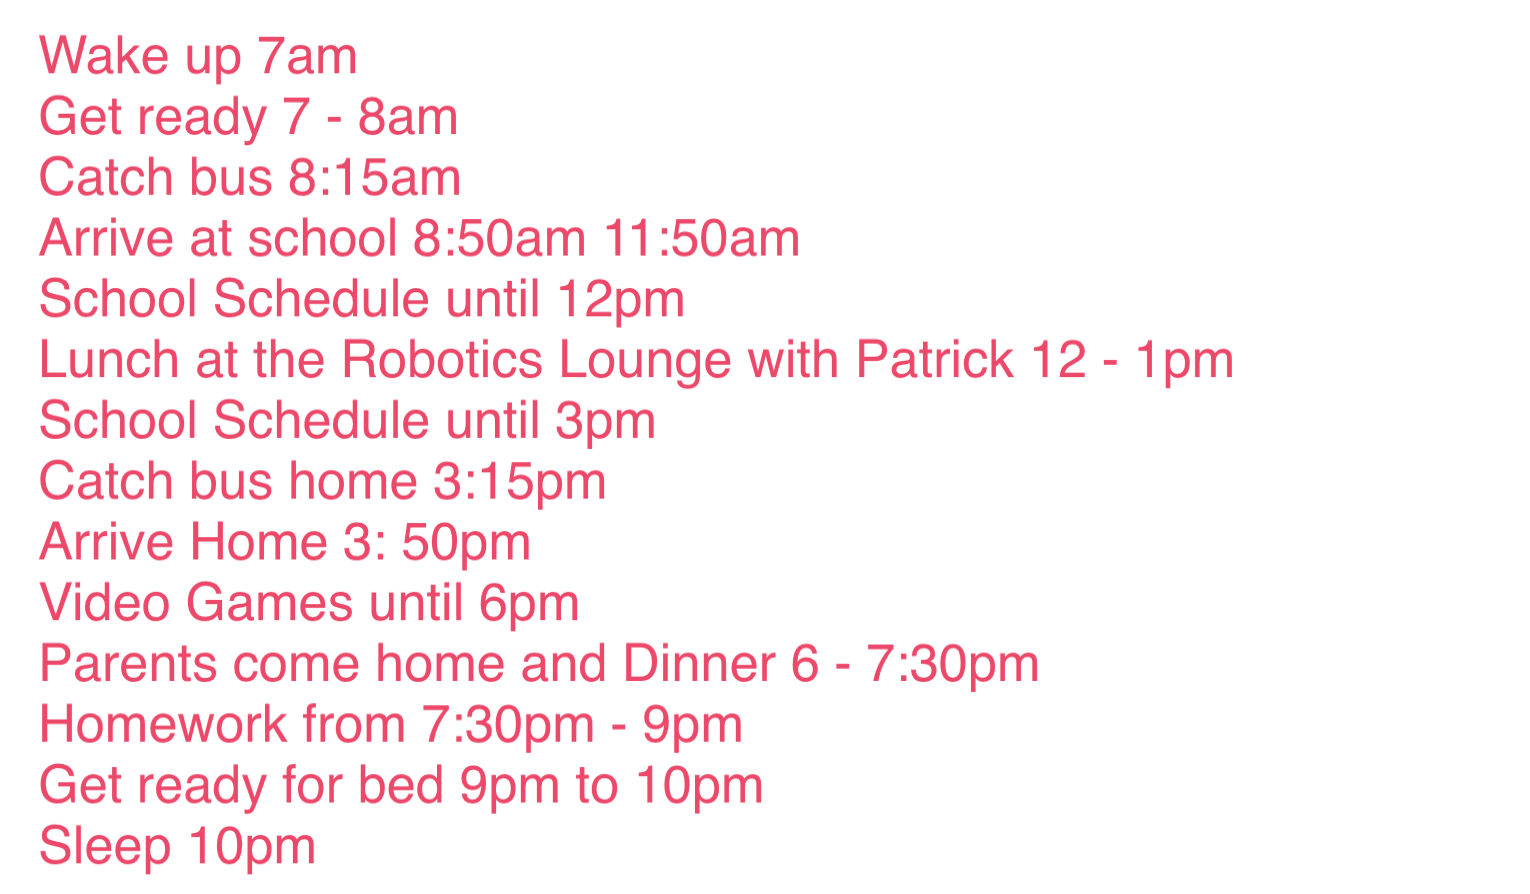 Wake up 7am
Get ready 7 - 8am
Catch bus 8:15am
Arrive at school 8:50am 11:50am
School Schedule until 12pm
Lunch at the Robotics Lounge with Patrick 12 - 1pm
School Schedule until 3pm
Catch bus home 3:15pm
Arrive Home 3: 50pm
Video Games until 6pm
Parents come home and Dinner 6 - 7:30pm
Homework from 7:30pm - 9pm
Get ready for bed 9pm to 10pm
Sleep 10pm